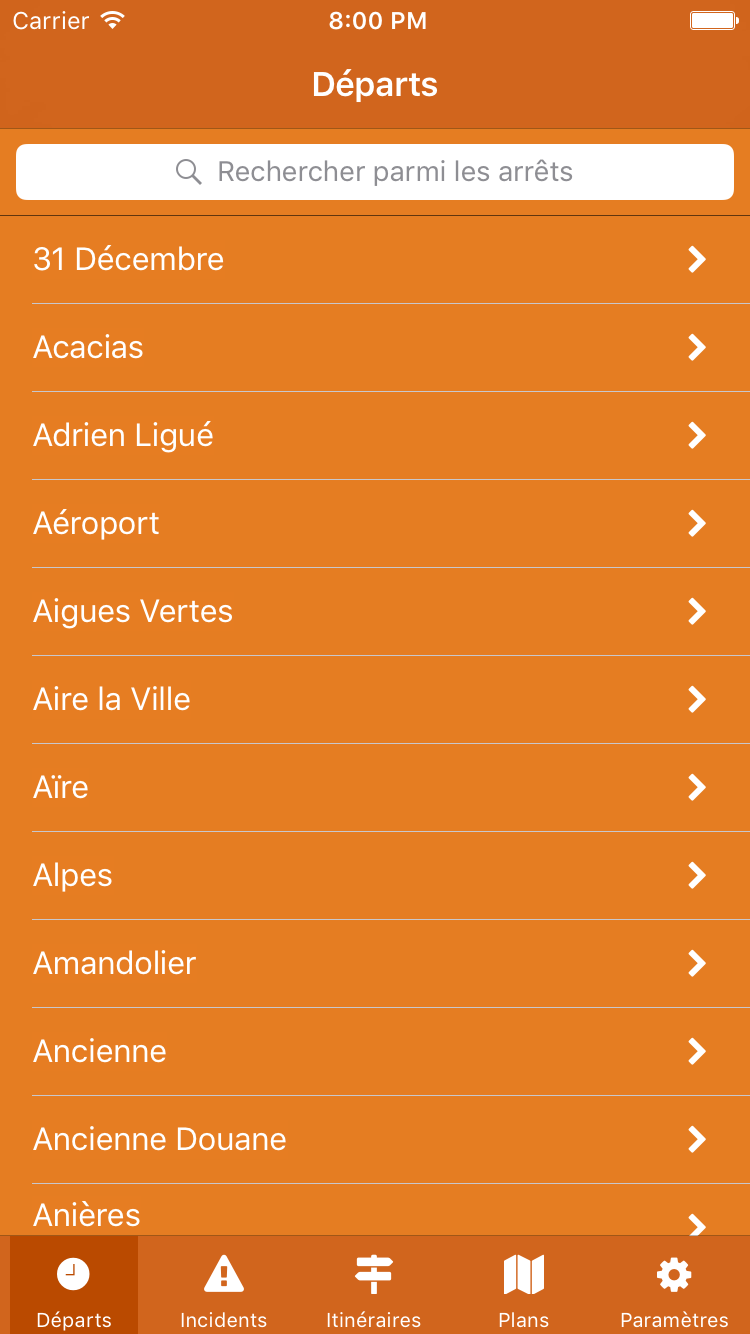 Carrier 8:00 PM
Départs
Rechercher parmi les arrêts
31 Décembre
Acacias
Adrien Ligué
Aéroport
Aigues Vertes
Aire la Ville
Aïre
Alpes
Amandolier
Ancienne
Ancienne Douane
Anières
Départs Incidents Itinéraires Plans Paramètres